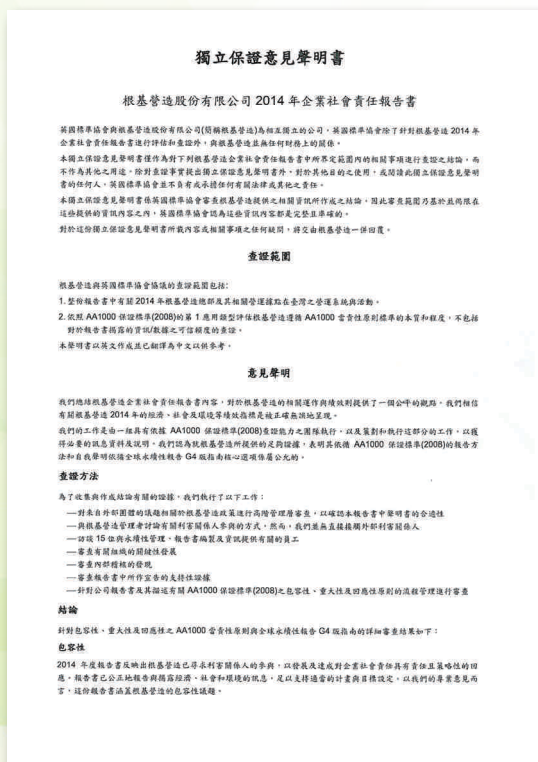 獨立保證意見聲明書
根基營造股份有限公司 2014 年企業社會責任報告書
英國標準協會與根基營造股份有限公司(簡稱根基營造)為相互獨立的公司，英國標準協會除了針對根基營造 2014 年
企業社會責任報告書進行評估和查證外，與根基營造並無任何財務上的關係。
本獨立保證意見聲明書僅作為對下列根基營造企業社會責任報告書中所界定範圍內的相關事項進行查證之結論，而
不作為其他之用途。除對查證事實提出獨立保證意見聲明書外，對於其他目的之使用，或閱讀此獨立保證意見聲明
書的任何人，英國標準協會並不負有或承擔任何有關法律或其他之責任。
本獨立保證意見聲明書係英國標準協會審查根基營造提供之相關資訊所作成之結論，因此審查範圍乃基於並侷限在
這些提供的資訊內容之內，英國標準協會認為這些資訊內容都是完整且準確的。
對於這份獨立保證意見聲明書所載內容或相關事項之任何疑問，將交由根基營造一併回覆。
查證範圍
根基營造與英國標準協會協議的查證範圍包括:
1. 整份報告書中有關 2014 年根基營造總部及其相關營運據點在臺灣之營運系統與活動。
2. 依照 AA1000 保證標準(2008)的第 1 應用類型評估根基營造遵循 AA1000 當責性原則標準的本質和程度，不包括
對於報告書揭露的資訊/數據之可信賴度的查證。
本聲明書以英文作成並已翻譯為中文以供參考。
意見聲明
我們總結根基營造企業社會責任報告書內容，對於根基營造的相關運作與績效則提供了一個公平的觀點。我們相信
有關根基營造 2014 年的經濟、社會及環境等績效指標是被正確無誤地呈現。
我們的工作是由一組具有依據 AA1000 保證標準(2008)查證能力之團隊執行，以及策劃和執行這部分的工作，以獲
得必要的訊息資料及說明。我們認為就根基營造所提供的足夠證據，表明其依循 AA1000 保證標準(2008)的報告方
法和自我聲明依循全球永續性報告 G4 版指南核心選項係屬公允的。
查證方法
為了收集與作成結論有關的證據，我們執行了以下工作：
—對來自外部團體的議題相關於根基營造政策進行高階管理層審查，以確認本報告書中聲明書的合適性
—與根基營造管理者討論有關利害關係人參與的方式，然而，我們並無直接接觸外部利害關係人
—訪談 15 位與永續性管理、報告書編製及資訊提供有關的員工
—審查有關組織的關鍵性發展
—審查內部稽核的發現
—審查報告書中所作宣告的支持性證據
—針對公司報告書及其描述有關 AA1000 保證標準(2008)之包容性、重大性及回應性原則的流程管理進行審查
結論
針對包容性、重大性及回應性之 AA1000 當責性原則與全球永續性報告 G4 版指南的詳細審查結果如下：
包容性
2014 年度報告書反映出根基營造已尋求利害關係人的參與，以發展及達成對企業社會責任具有責任且策略性的回
應。報告書已公正地報告與揭露經濟、社會和環境的訊息，足以支持適當的計畫與目標設定。以我們的專業意見而
言，這份報告書涵蓋根基營造的包容性議題。